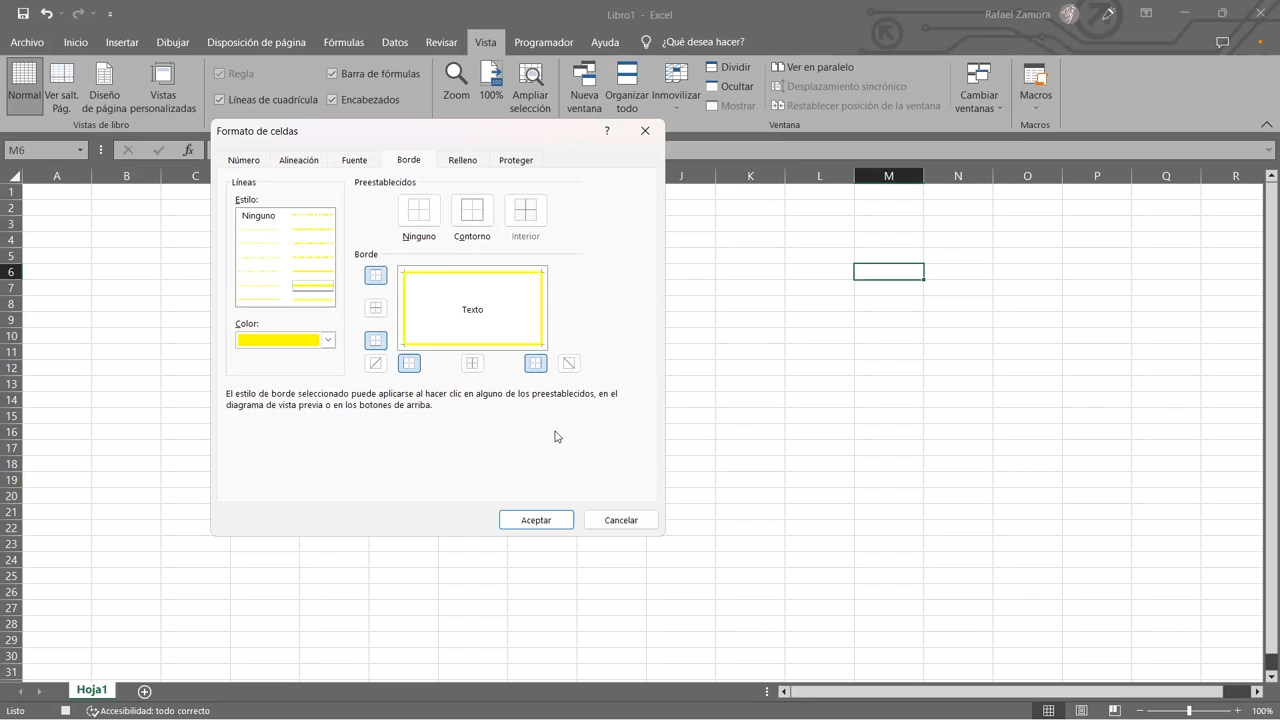 Libro1 - Excel
Rafael Zamora
Archivo
Inicio
Insertar
Dibujar
Disposición de página
Fórmulas
Datos
Revisar
Vista
Programador
Ayuda
¿Qué desea hacer?
Normal
Ver salt. Pág.
Diseño de página
Vistas personalizadas
Vistas de libro
Regla
Barra de fórmulas
Líneas de cuadrícula
Encabezados
Zoom
100
100%
Ampliar selección
Nueva ventana
Organizar todo
Inmovilizar
Dividir
Ocultar
Mostrar
Ver en paralelo
Desplazamiento sincrónico
Restablecer posición de la ventana
Cambiar ventanas
Ventana
Macros
Macros
M6
fx
A B C J K L M N O P Q R
1
2
3
4
5
6
7
8
9
10
11
12
13
14
15
16
17
18
19
20
21
22
23
24
25
26
27
28
29
30
31
Formato de celdas
?
Número
Alineación
Fuente
Borde
Relleno
Proteger
Líneas
Estilo:
Ninguno
Color:
Preestablecidos
Ninguno
Contorno
Interior
Borde
Texto
El estilo de borde seleccionado puede aplicarse al hacer clic en alguno de los preestablecidos, en el
diagrama de vista previa o en los botones de arriba.
Aceptar
Cancelar
Hoja1
Listo
Accesibilidad: todo correcto
100%